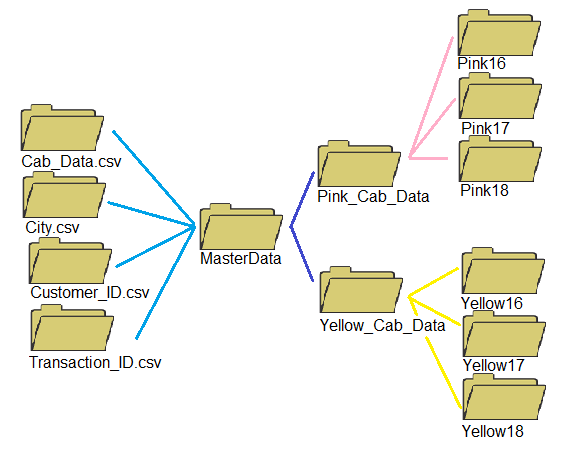 Cab_Data.csv
City.csv
Customer_ID.csv
Transaction_ID.csv
MasterData
Pink_Cab_Data
Yellow_Cab_Data
Pink16
Pink17
Pink18
Yellow16
Yellow17
Yellow18